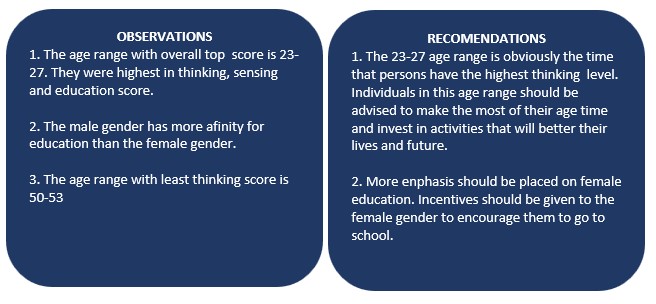 OBSERVATIONS
1. The age range with overall top score is 23-
27. They were highest in thinking, sensing
and education score.
2. The male gender has more afinity for
education than the female gender.
3. The age range with least thinking score is
50-53
RECOMENDATIONS
1. The 23-27 age range is obviously the time
that persons have the highest thinking level.
Individuals in this age range should be
advised to make the most of their age time
and invest in activities that will better their
lives and future.
2. More enphasis should be placed on female
education. Incentives should be given to the
female gender to encourage them to go to
school.